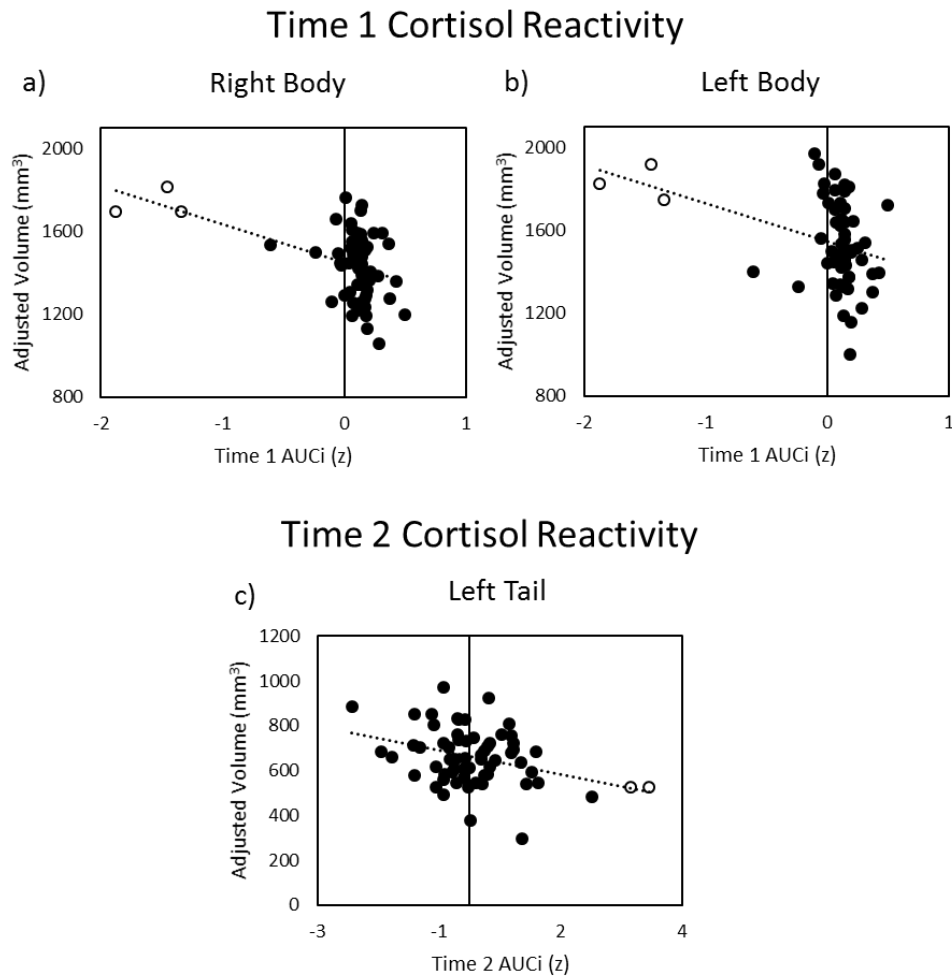 Time 1 Cortisol Reactivity
a)
Right Body
Adjusted Volume (mm³)
2000
1600
1200
800
-2
-1
0
1
Time 1 AUCi (z)
b)
Left Body
Adjusted Volume (mm³)
2000
1600
1200
800
-2
-1
0
1
Time 1 AUCi (z)
Time 2 Cortisol Reactivity
c)
Left Tail
Adjusted Volume (mm³)
1200
1000
800
600
400
200
0
-3
-1
2
4
Time 2 AUCi (z)